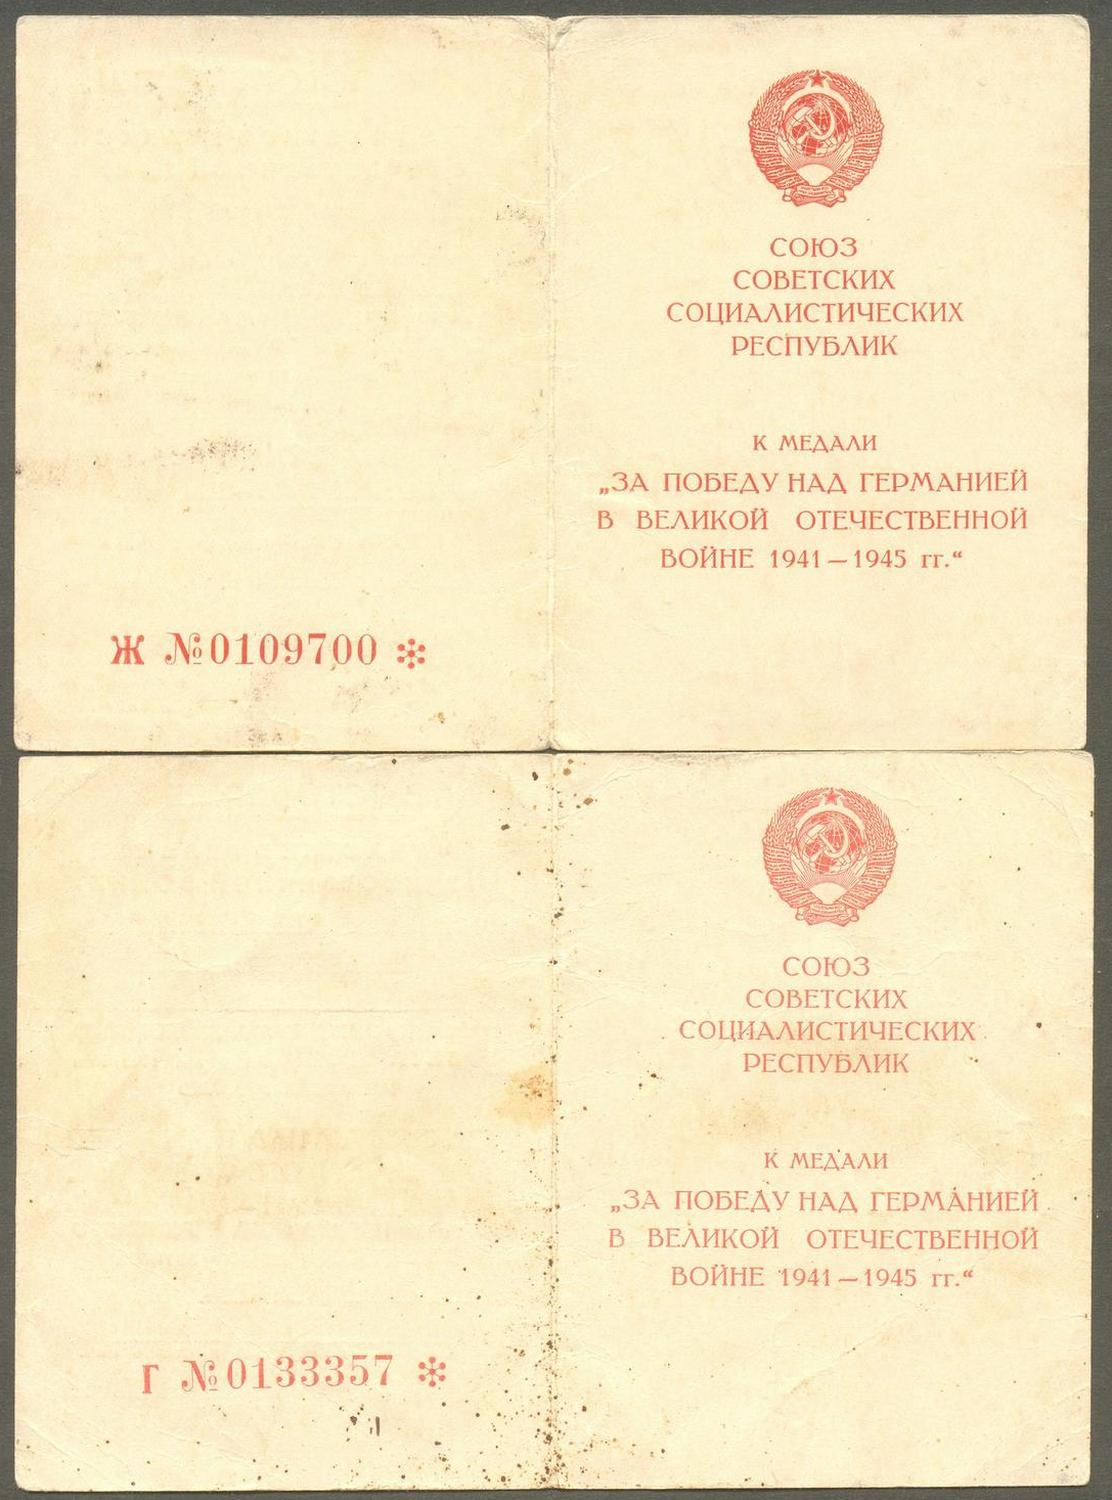 СОЮЗ
СОВЕТСКИХ
СОЦИАЛИСТИЧЕСКИХ
РЕСПУБЛИК
К МЕДАЛИ
„ЗА ПОБЕДУ НАД ГЕРМАНИЕЙ
В ВЕЛИКОЙ ОТЕЧЕСТВЕННОЙ
ВОЙНЕ 1941—1945 гг.“
Ж №0109700 *
СОЮЗ
СОВЕТСКИХ
СОЦИАЛИСТИЧЕСКИХ
РЕСПУБЛИК
К МЕДАЛИ
„ЗА ПОБЕДУ НАД ГЕРМАНИЕЙ
В ВЕЛИКОЙ ОТЕЧЕСТВЕННОЙ
ВОЙНЕ 1941—1945 гг.“
Г №0133357 *